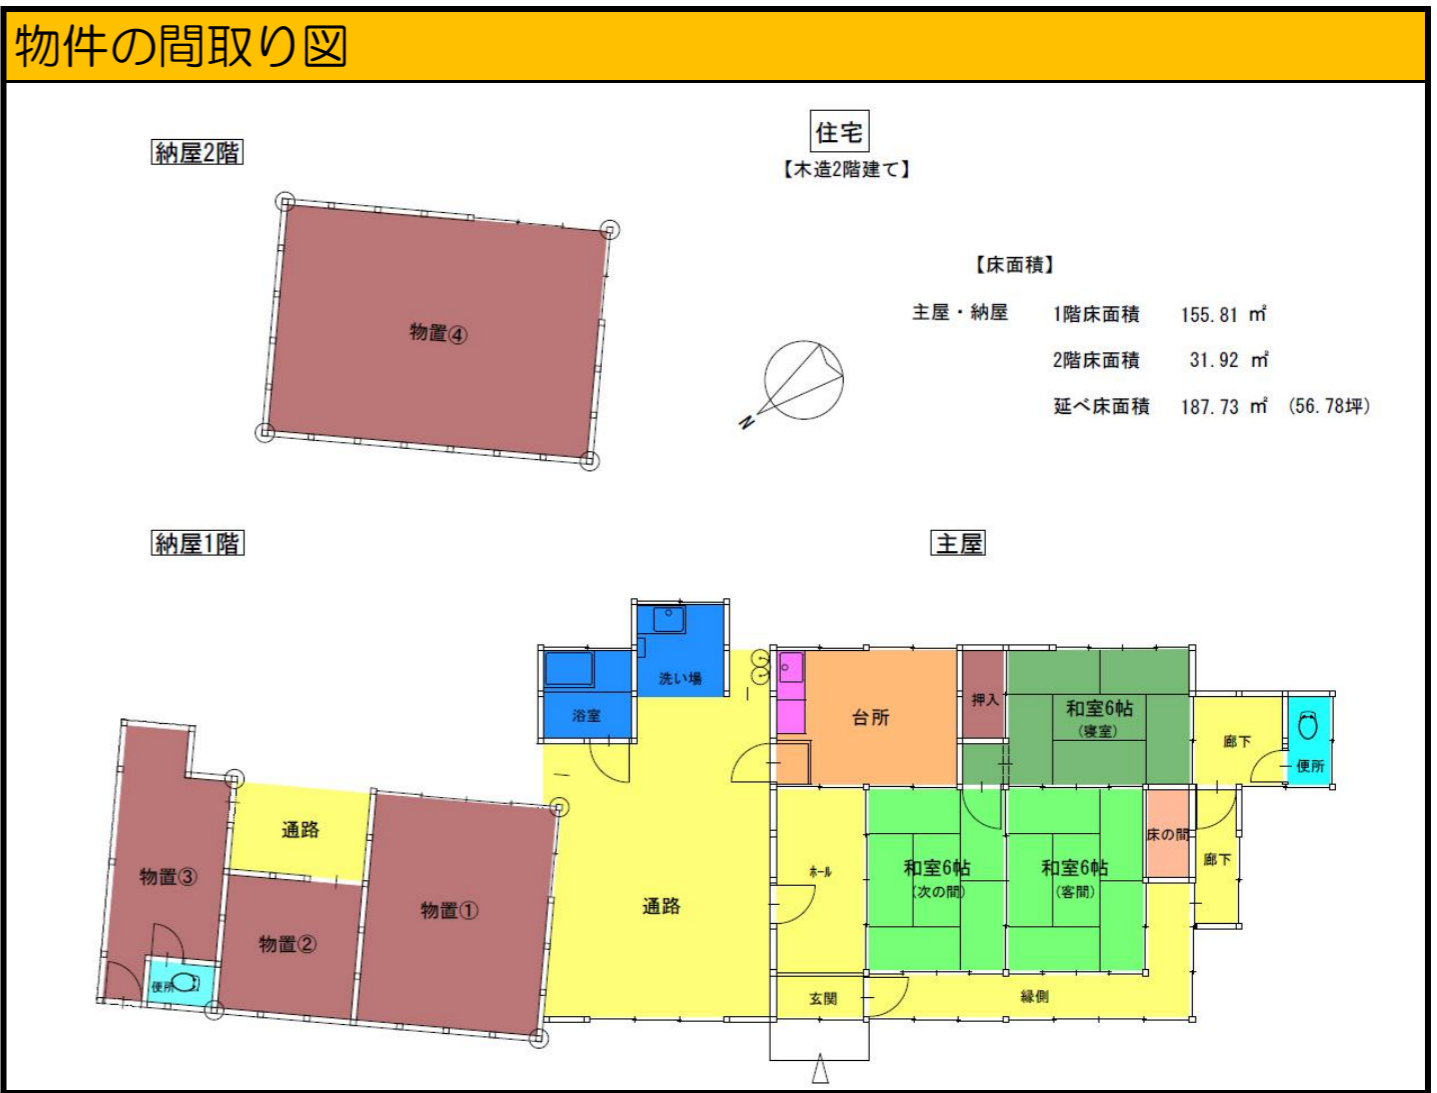 物件の間取り図
住宅
【木造2階建て】
納屋2階
物置④
【床面積】
主屋・納屋 1階床面積 155.81 ㎡
2階床面積 31.92 ㎡
延べ床面積 187.73 ㎡ (56.78坪)
N
納屋1階
主屋
洗い場
浴室
台所
押入
和室6帖
(寝室)
廊下
便所
通路
物置③
物置②
物置①
便所
通路
ホール
和室6帖
(次の間)
和室6帖
(客間)
床の間
廊下
玄関
縁側